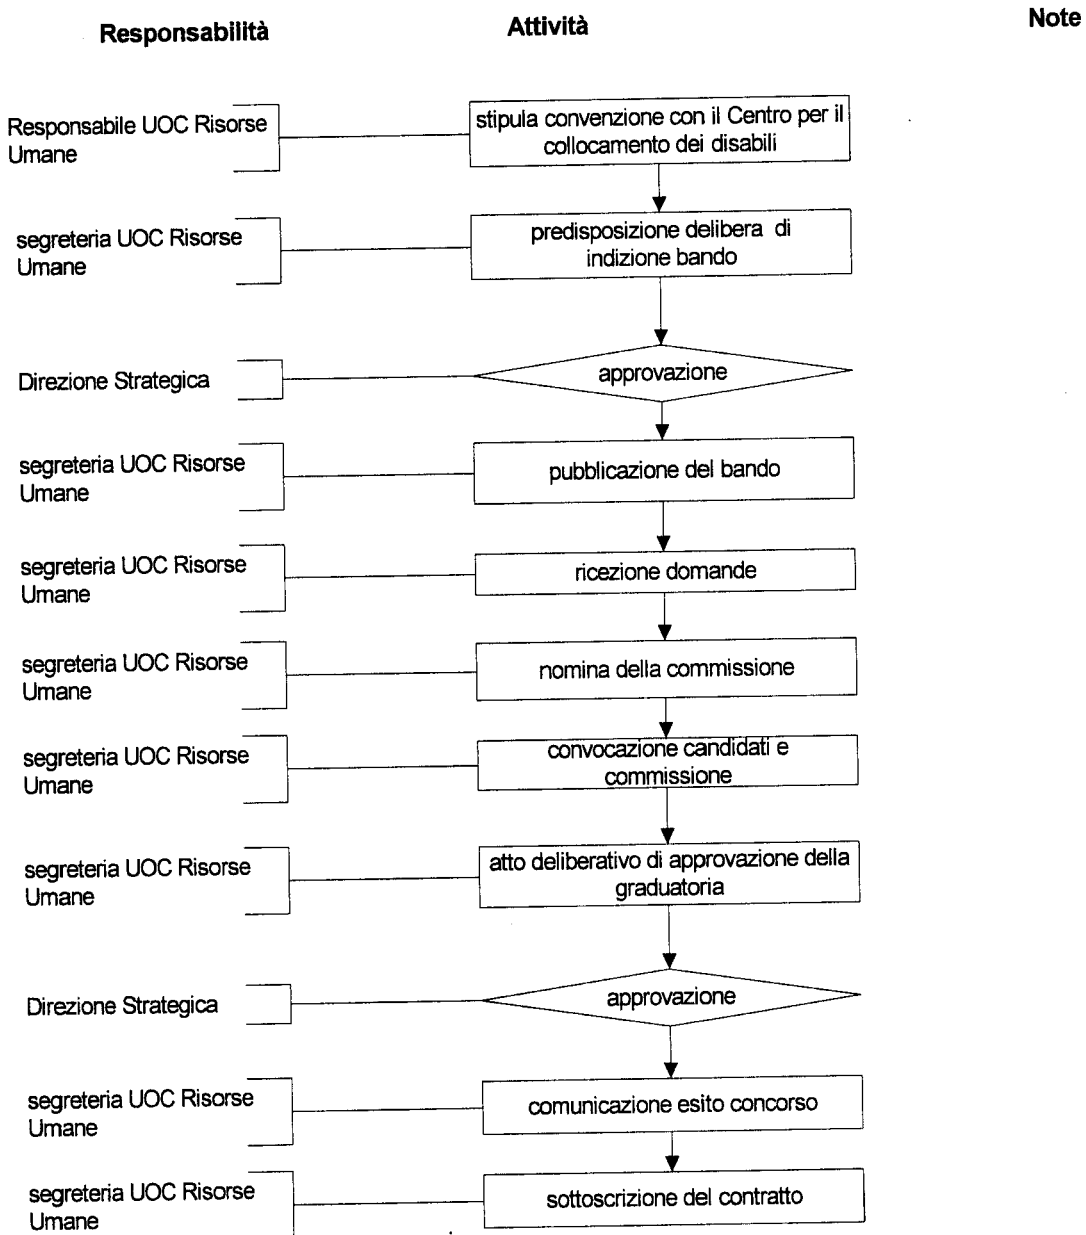 Responsabilità
Attività
Note
Responsabile UOC Risorse
Umane
stipula convenzione con il Centro per il
collocamento dei disabili
segreteria UOC Risorse
Umane
predisposizione delibera di
indizione bando
Direzione Strategica
approvazione
segreteria UOC Risorse
Umane
pubblicazione del bando
segreteria UOC Risorse
Umane
ricezione domande
segreteria UOC Risorse
Umane
nomina della commissione
segreteria UOC Risorse
Umane
convocazione candidati e
commissione
segreteria UOC Risorse
Umane
atto deliberativo di approvazione della
graduatoria
Direzione Strategica
approvazione
segreteria UOC Risorse
Umane
comunicazione esito concorso
segreteria UOC Risorse
Umane
sottoscrizione del contratto